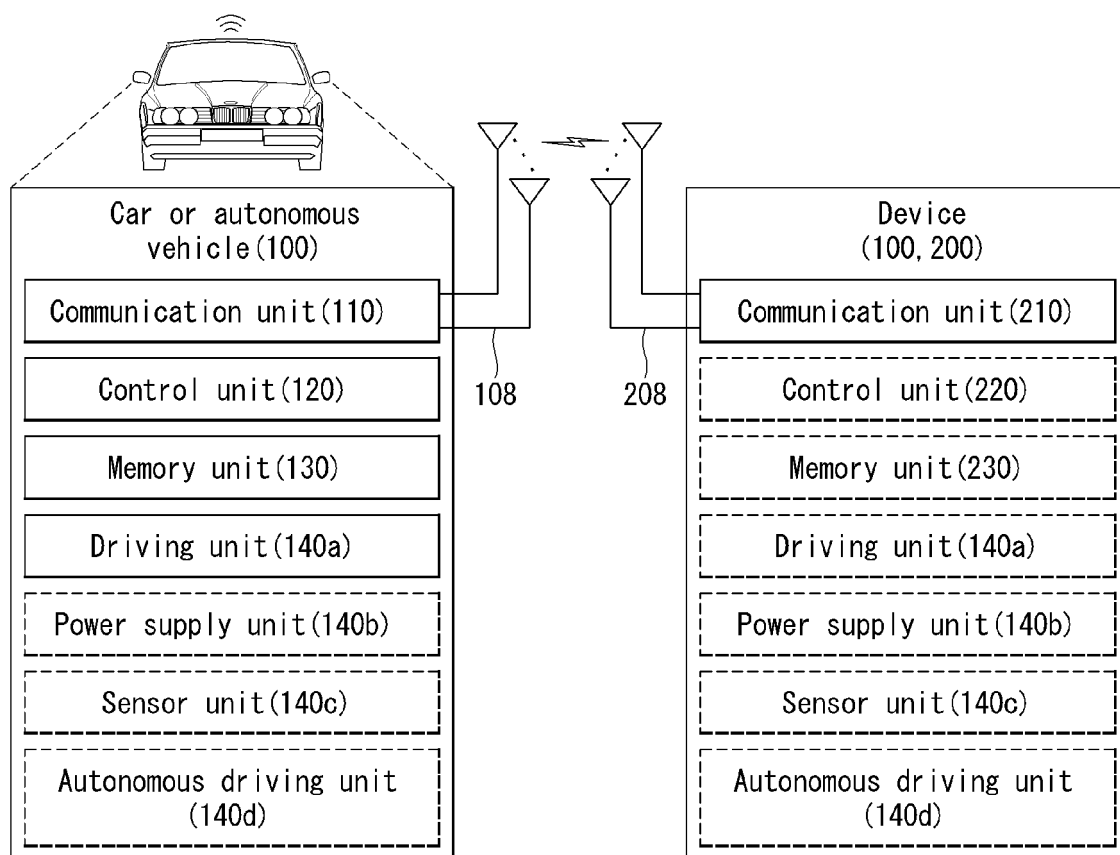 Car or autonomous
vehicle(100)
Communication unit(110)
Control unit(120)
Memory unit(130)
Driving unit(140a)
Power supply unit(140b)
Sensor unit(140c)
Autonomous driving unit
(140d)
108
208
Device
(100,200)
Communication unit(210)
Control unit(220)
Memory unit(230)
Driving unit(140a)
Power supply unit(140b)
Sensor unit(140c)
Autonomous driving unit
(140d)